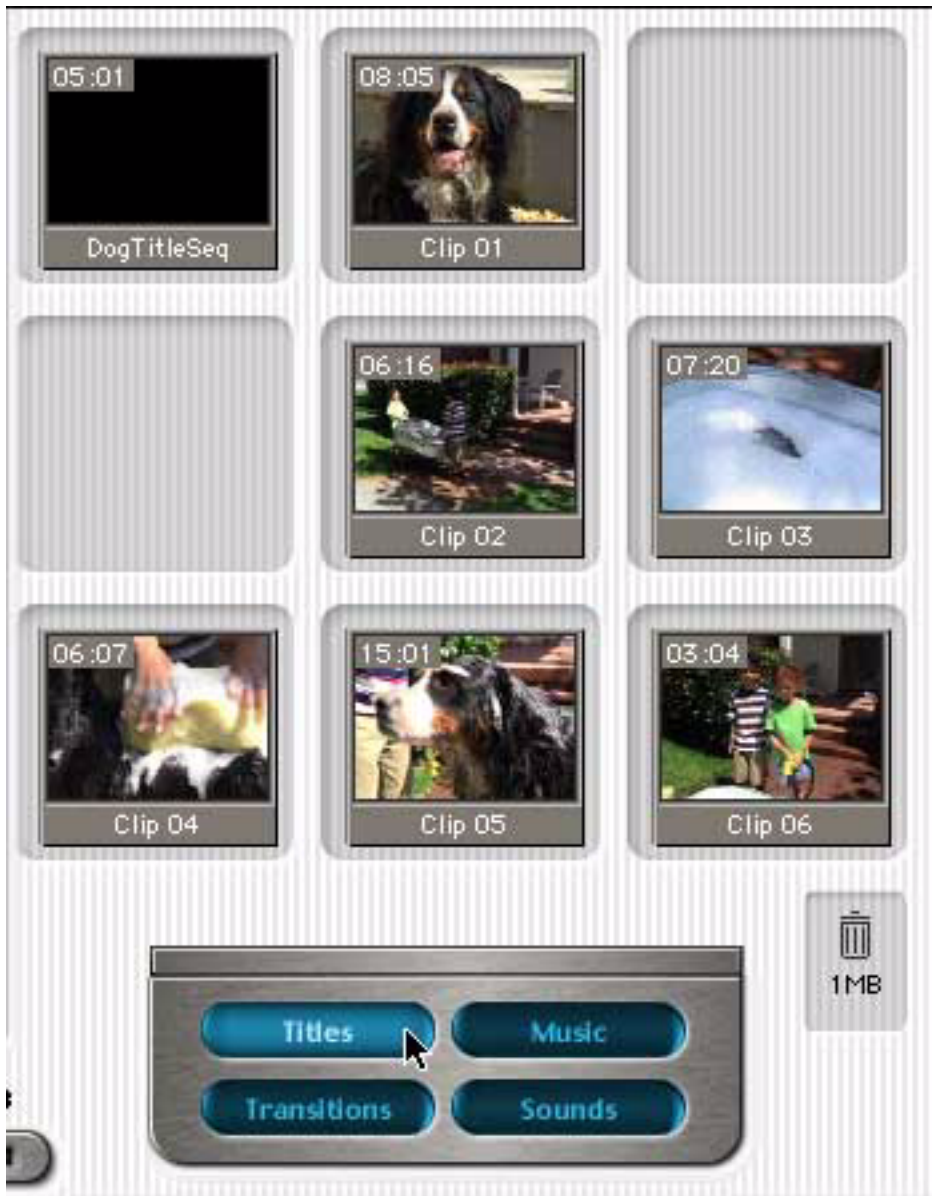 05:01
DogTitleSeq
08:05
Clip 01
06:16
Clip 02
07:20
Clip 03
06:07
Clip 04
15:01
Clip 05
03:04
Clip 06
1MB
Titles
Music
Transitions
Sounds